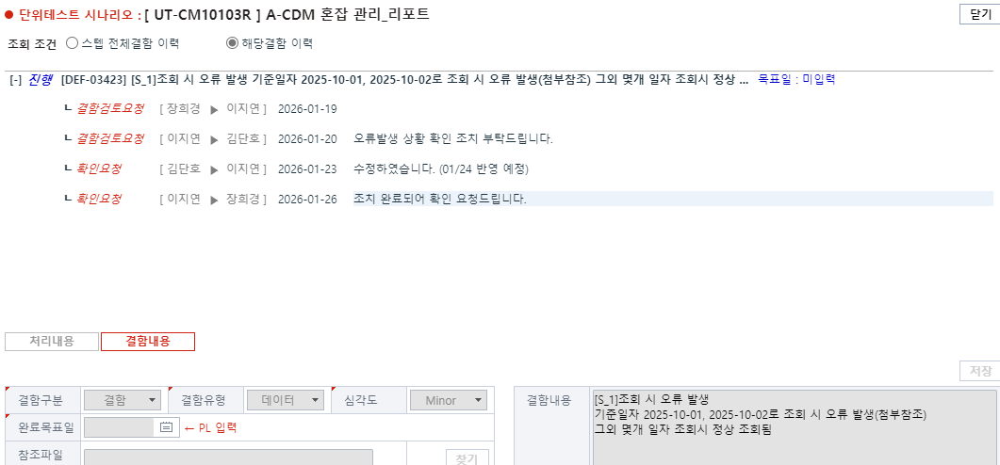 ● 단위테스트 시나리오 : [ UT-CM10103R ] A-CDM 혼잡 관리_리포트 닫기
조회 조건 스텝 전체결함 이력 해당결함 이력
[-] 진행 [DEF-03423] [S_1]조회 시 오류 발생 기준일자 2025-10-01, 2025-10-02로 조회 시 오류 발생(첨부참조) 그외 몇개 일자 조회시 정상 ... 목표일 : 미입력
ㄴ 결함검토요청 [ 장희경 ▶ 이지연 ] 2026-01-19
ㄴ 결함검토요청 [ 이지연 ▶ 김단호 ] 2026-01-20 오류발생 상황 확인 조치 부탁드립니다.
ㄴ 확인요청 [ 김단호 ▶ 이지연 ] 2026-01-23 수정하였습니다. (01/24 반영 예정)
ㄴ 확인요청 [ 이지연 ▶ 장희경 ] 2026-01-26 조치 완료되어 확인 요청드립니다.
처리내용 결함내용
저장
결함구분 결함 결함유형 데이터 심각도 Minor
완료목표일 ← PL 입력
참조파일 찾기
결함내용
[S_1]조회 시 오류 발생
기준일자 2025-10-01, 2025-10-02로 조회 시 오류 발생(첨부참조)
그외 몇개 일자 조회시 정상 조회됨